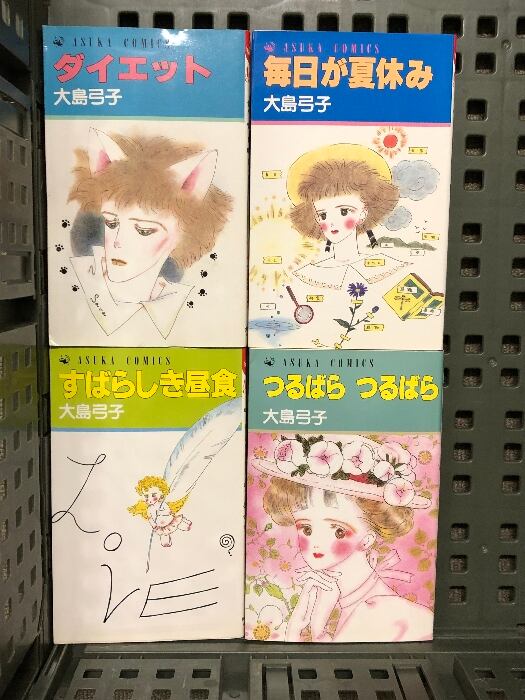 ASUKA COMICS
ダイエット
大島弓子
ASUKA COMICS
毎日が夏休み
大島弓子
ASUKA COMICS
すばらしき昼食
大島弓子
LOVE
ASUKA COMICS
つるばら つるばら
大島弓子